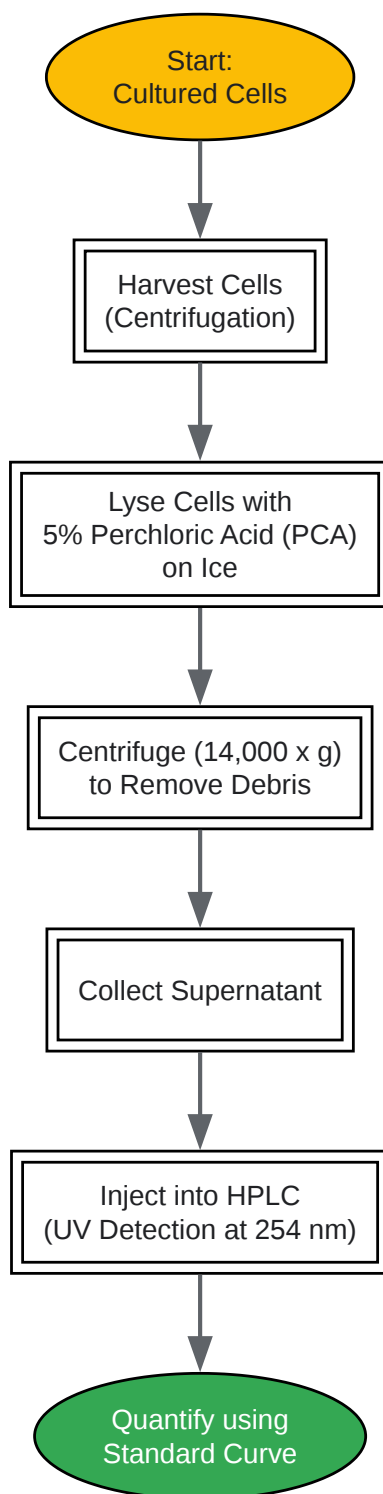 Start:
Cultured Cells
Harvest Cells
(Centrifugation)
Lyse Cells with
5% Perchloric Acid (PCA)
on Ice
Centrifuge (14,000 x g)
to Remove Debris
Collect Supernatant
Inject into HPLC
(UV Detection at 254 nm)
Quantify using
Standard Curve